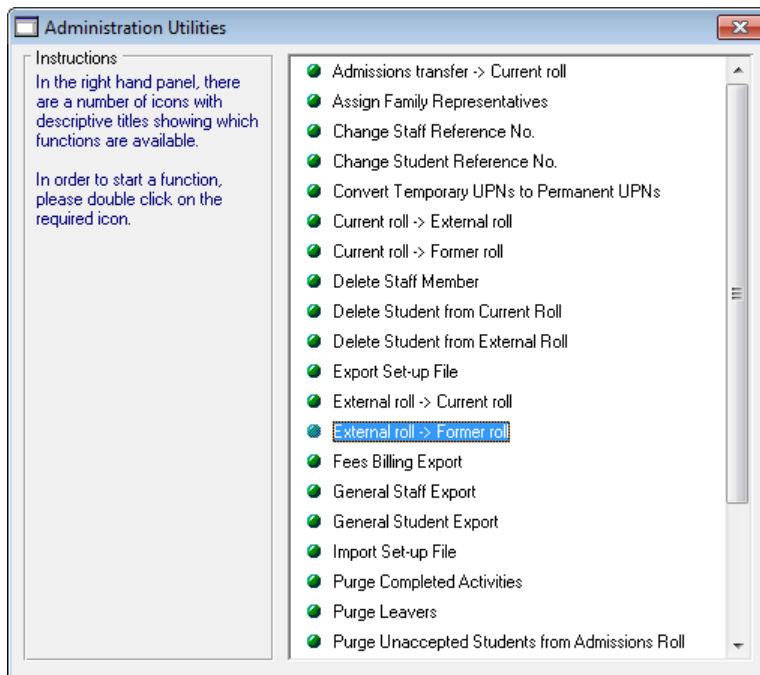 Administration Utilities
Instructions
In the right hand panel, there
are a number of icons with
descriptive titles showing which
functions are available.
In order to start a function,
please double click on the
required icon.
Admissions transfer -> Current roll
Assign Family Representatives
Change Staff Reference No.
Change Student Reference No.
Convert Temporary UPNs to Permanent UPNs
Current roll -> External roll
Current roll -> Former roll
Delete Staff Member
Delete Student from Current Roll
Delete Student from External Roll
Export Set-up File
External roll -> Current roll
External roll -> Former roll
Fees Billing Export
General Staff Export
General Student Export
Import Set-up File
Purge Completed Activities
Purge Leavers
Purge Unaccepted Students from Admissions Roll